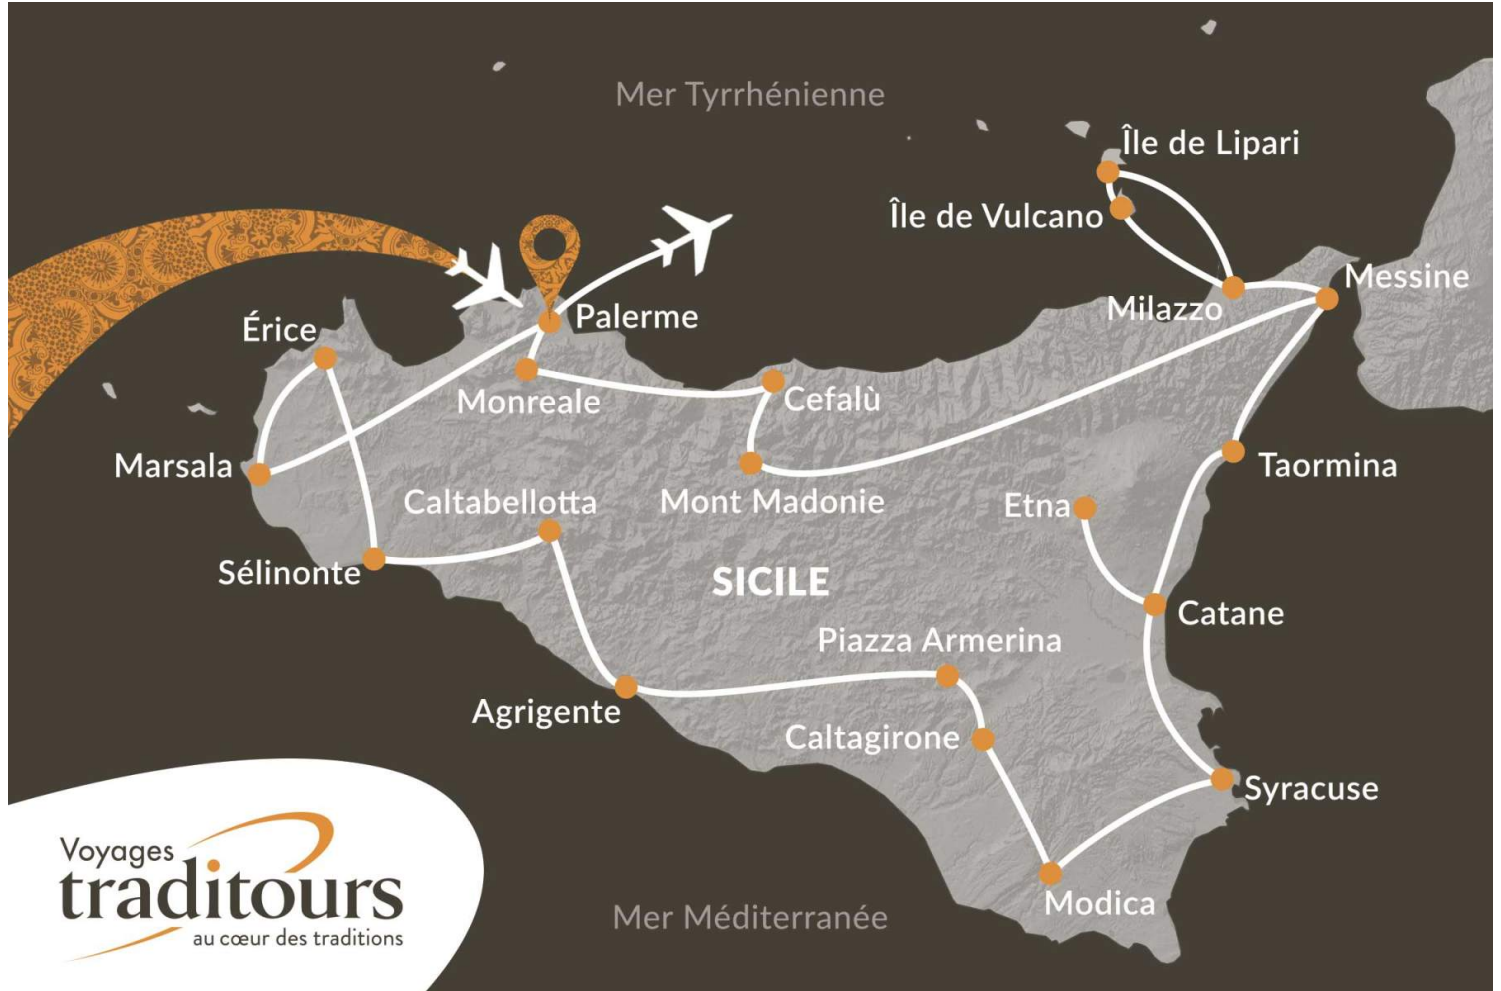 Mer Tyrrhénienne
Île de Lipari
Île de Vulcano
Messine
Milazzo
Palerme
Érice
Monreale
Cefalù
Marsala
Taormina
Caltabellotta
Mont Madonie
Etna
Sélinonte
SICILE
Catane
Piazza Armerina
Agrigente
Caltagirone
Syracuse
Modica
Mer Méditerranée
Voyages
traditours
au cœur des traditions